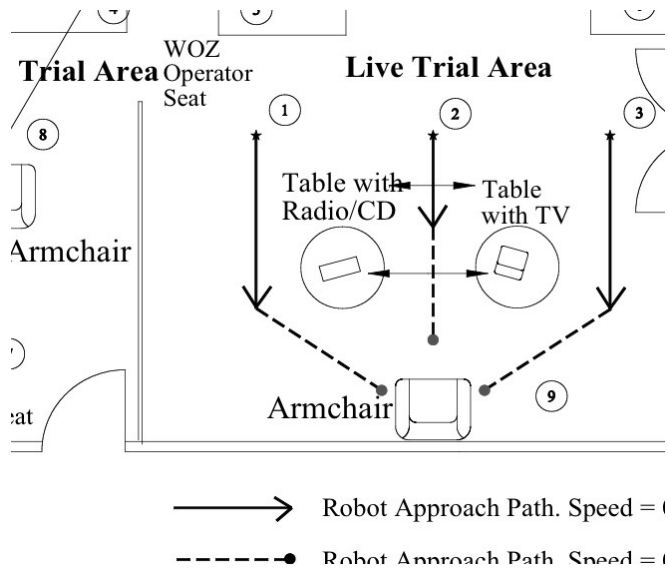 WOZ
Trial Area Operator
Seat
Live Trial Area
1
2
3
8
Table with
Radio/CD
Table
with TV
Armchair
Armchair
9
Robot Approach Path. Speed =
Robot Approach Path. Speed =